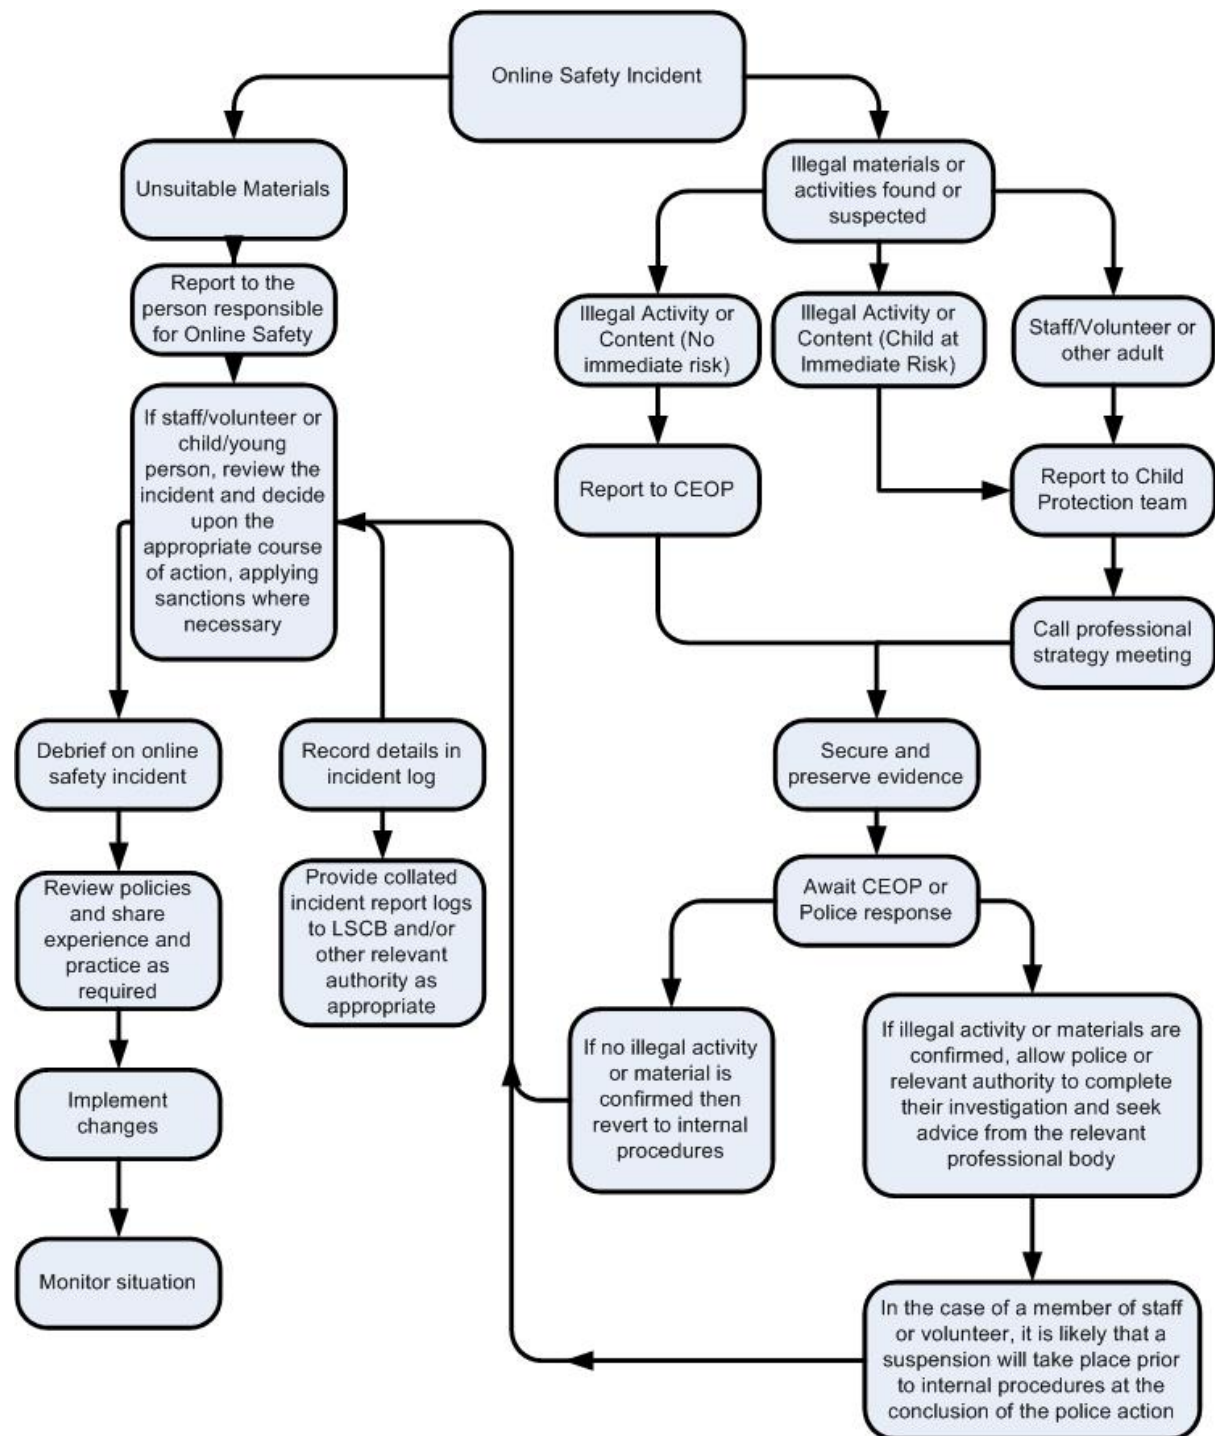 Online Safety Incident
Unsuitable Materials
Report to the
person responsible
for Online Safety
If staff/volunteer or
child/young
person, review the
incident and decide
upon the
appropriate course
of action, applying
sanctions where
necessary
Debrief on online
safety incident
Review policies
and share
experience and
practice as
required
Implement
changes
Monitor situation
Record details in
incident log
Provide collated
incident report logs
to LSCB and/or
other relevant
authority as
appropriate
Illegal materials or
activities found or
suspected
Illegal Activity or
Content (No
immediate risk)
Illegal Activity or
Content (Child at
Immediate Risk)
Staff/Volunteer or
other adult
Report to CEOP
Report to Child
Protection team
Call professional
strategy meeting
Secure and
preserve evidence
Await CEOP or
Police response
If no illegal activity
or material is
confirmed then
revert to internal
procedures
If illegal activity or materials are
confirmed, allow police or
relevant authority to complete
their investigation and seek
advice from the relevant
professional body
In the case of a member of staff
or volunteer, it is likely that a
suspension will take place prior
to internal procedures at the
conclusion of the police action